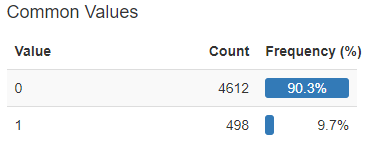 Common Values
Value Count Frequency (%)
0 4612 90.3%
1 498 9.7%